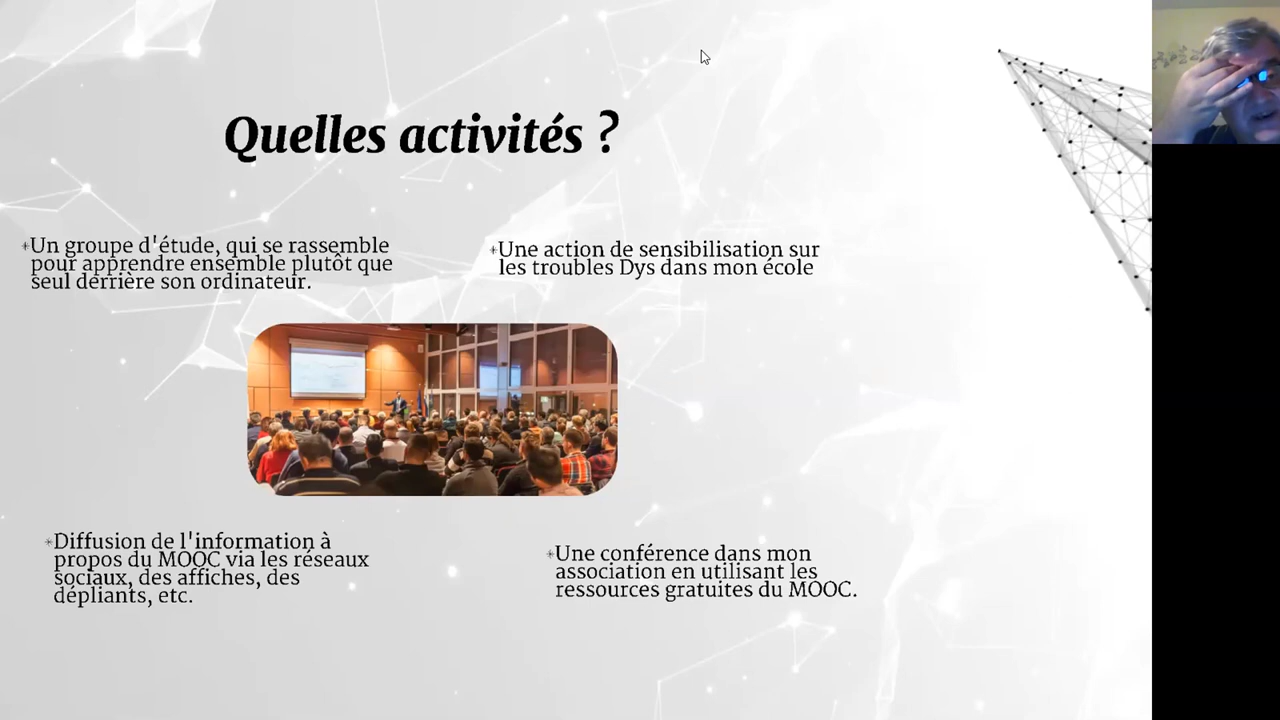 Quelles activités ?
*Un groupe d'étude, qui se rassemble
pour apprendre ensemble plutôt que
seul derrière son ordinateur.
*Une action de sensibilisation sur
les troubles Dys dans mon école
*Diffusion de l'information à
propos du MOOC via les réseaux
sociaux, des affiches, des
dépliants, etc.
*Une conférence dans mon
association en utilisant les
ressources gratuites du MOOC.